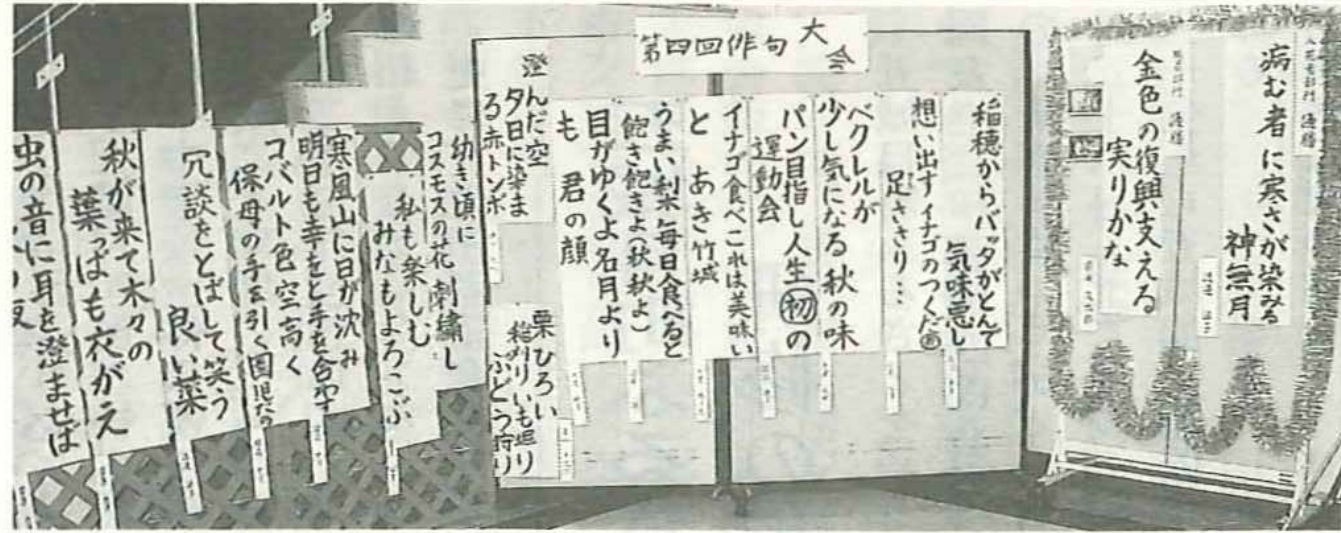 第四回俳句大会
病む者に寒さが染みる
神無月
金色の復興支える
実りかな
稲穂からバッタがとんで
気味悪し
想い出すイナゴのつくだ煮
足ささり…
ベクレルが
少し気になる秋の味
パン目指し人生初の
運動会
イナゴ食べこれは美味い
と あき竹城
うまい梨毎日食べると
飽き飽きよ(秋秋よ)
目がゆくよ名月より
も 君の顔
澄んだ空
夕日に染ま
る赤トンボ
栗ひろい
稲刈りいも堀り
ぶどう狩り
幼き頃に
コスモスの花刺繍し
私も楽しむ
みなもよろこぶ
寒風山に日が沈み
明日も幸をと手を合わす
コバルト色空高く
保母の手を引く園児たち
冗談をとばして笑う
良い葉
秋が来て木々の
葉っぱも衣がえ
虫の音に耳を澄ませば